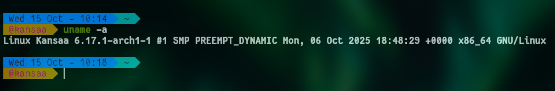 Wed 15 Oct - 10:14 ~
@kansaa uname -a
Linux Kansaa 6.17.1-arch1-1 #1 SMP PREEMPT_DYNAMIC Mon, 06 Oct 2025 18:48:29 +0000 x86_64 GNU/Linux
Wed 15 Oct - 10:18 ~
@kansaa